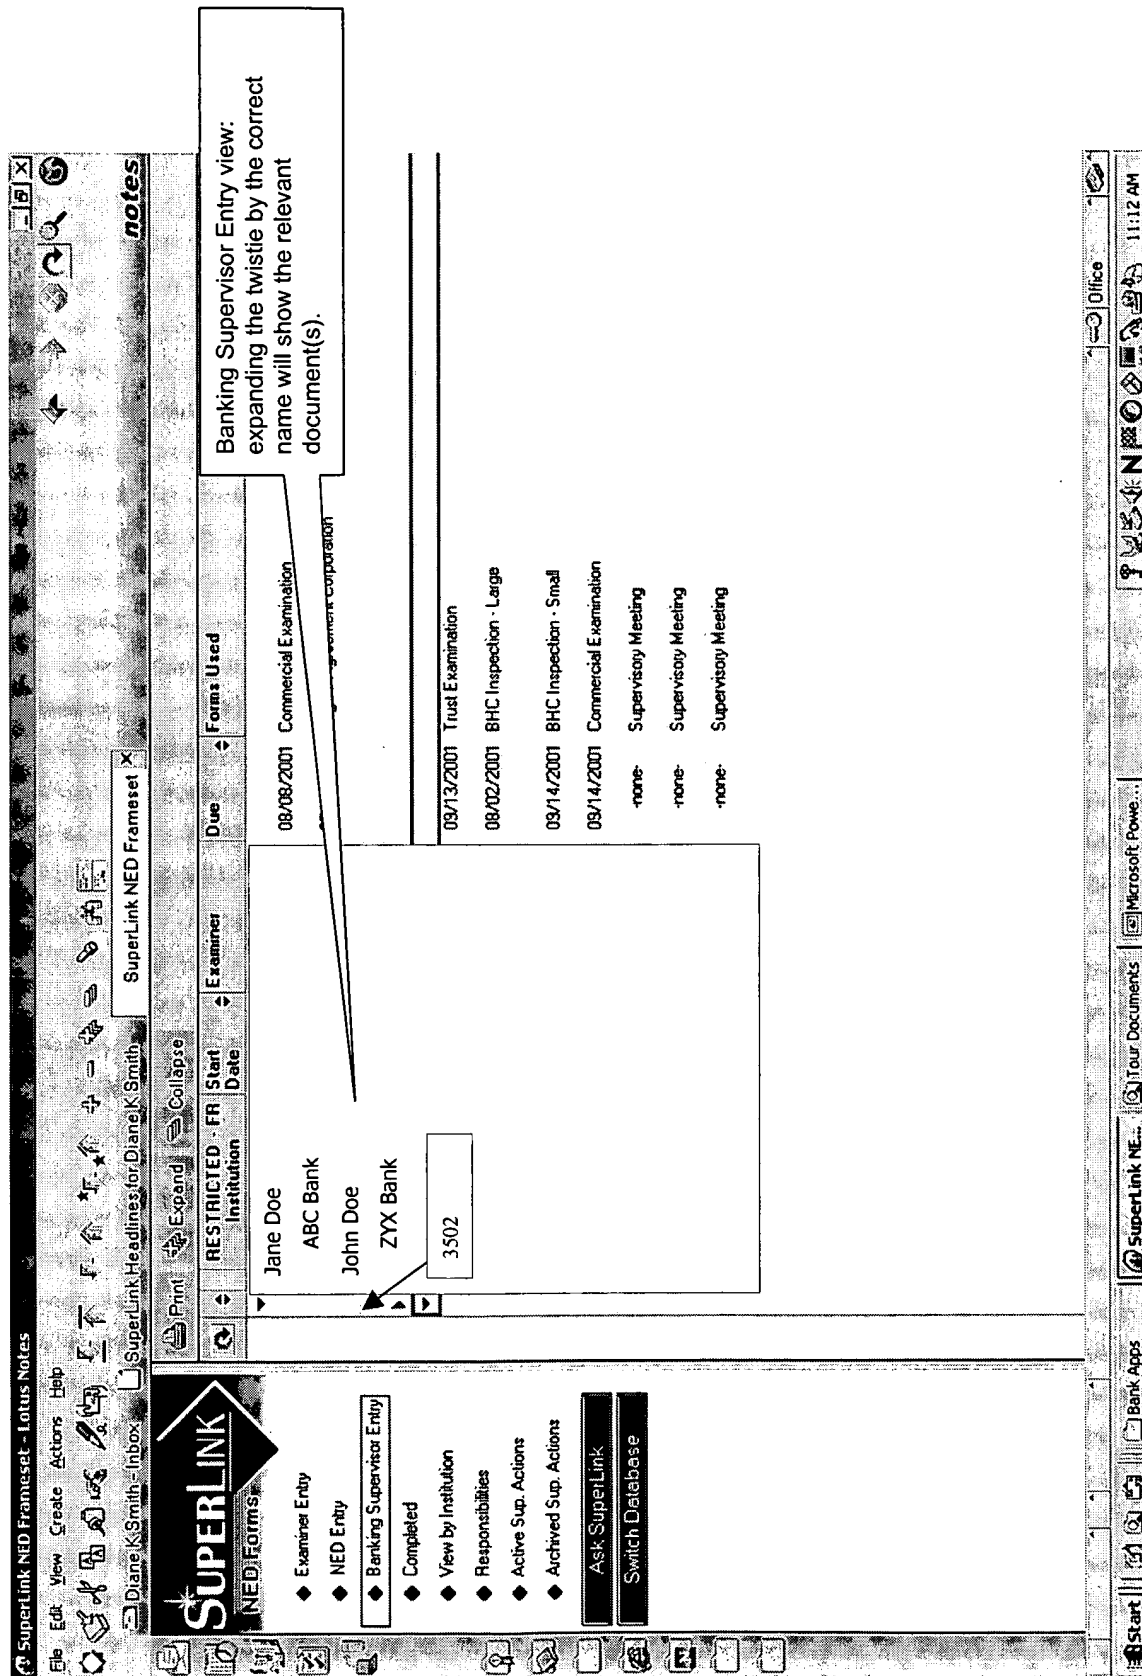 SuperLink NED Frameset - Lotus Notes
File Edit View Create Actions Help
Diane K Smith - Inbox
SuperLink Headlines for Diane K Smith
SuperLink NED Frameset
notes
SUPERLINK
NED Forms
Examiner Entry
NED Entry
Banking Supervisor Entry
Completed
View by Institution
Responsibilities
Active Sup. Actions
Archived Sup. Actions
Ask SuperLink
Switch Database
Print Expand Collapse
RESTRICTED - FR Start Examiner Due Forms Used
Institution Date
Jane Doe
ABC Bank
John Doe
ZYX Bank
3502
08/08/2001 Commercial Examination
Corporation
09/13/2001 Trust Examination
08/02/2001 BHC Inspection - Large
09/14/2001 BHC Inspection - Small
09/14/2001 Commercial Examination
-none- Supervisory Meeting
-none- Supervisory Meeting
-none- Supervisory Meeting
Banking Supervisor Entry view:
expanding the twistie by the correct
name will show the relevant
document(s).
Office
Start Bank Apps SuperLink NE... Tour Documents Microsoft Powe... 11:12 AM